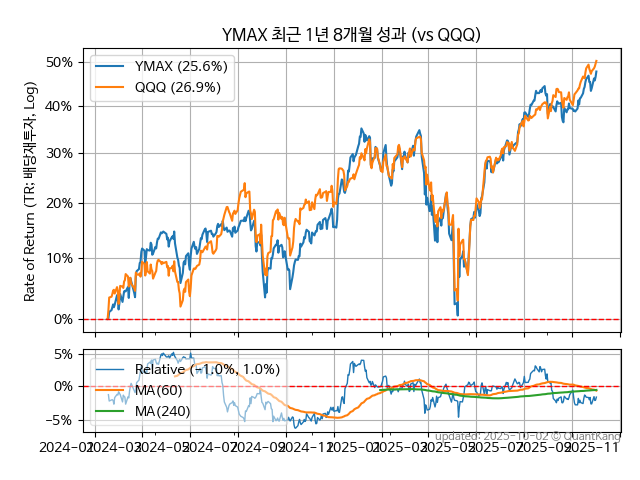 YMAX 최근 1년 8개월 성과 (vs QQQ)
Rate of Return (TR: 배당재투자, Log)
50%
40%
30%
20%
10%
0%
YMAX (25.6%)
QQQ (26.9%)
5%
0%
−5%
Relative (−1.0%, 1.0%)
MA(60)
MA(240)
2024-01
2024-03
2024-05
2024-07
2024-09
2024-11
2025-01
2025-03
2025-05
2025-07
2025-09
2025-11
updated: 2025-10-02 © QuantKang